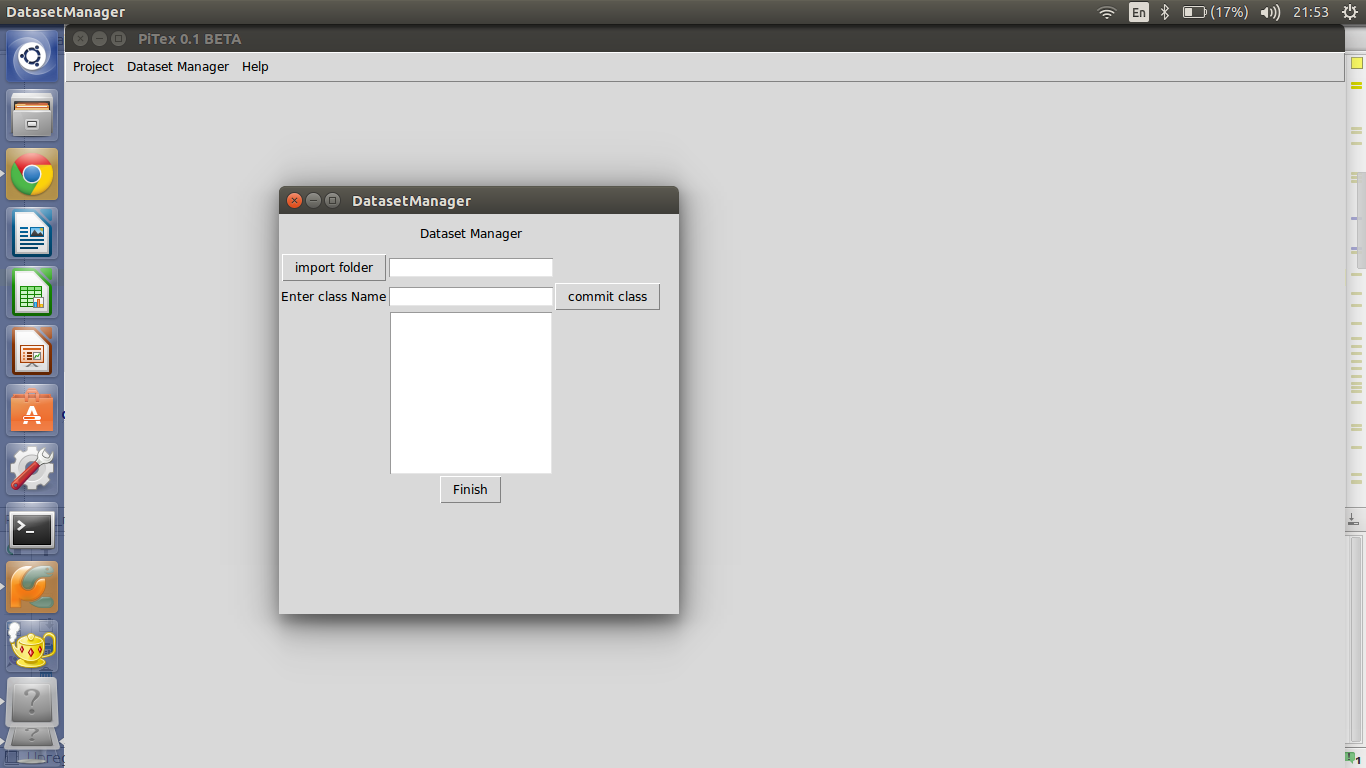 DatasetManager En (17%) 21:53
PiTex 0.1 BETA
Project Dataset Manager Help
DatasetManager
Dataset Manager
import folder
Enter class Name commit class
Finish